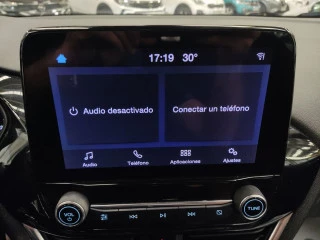 17:19 30°
Audio desactivado
Conectar un teléfono
Audio
Teléfono
Aplicaciones
Ajustes
VOL
TUNE